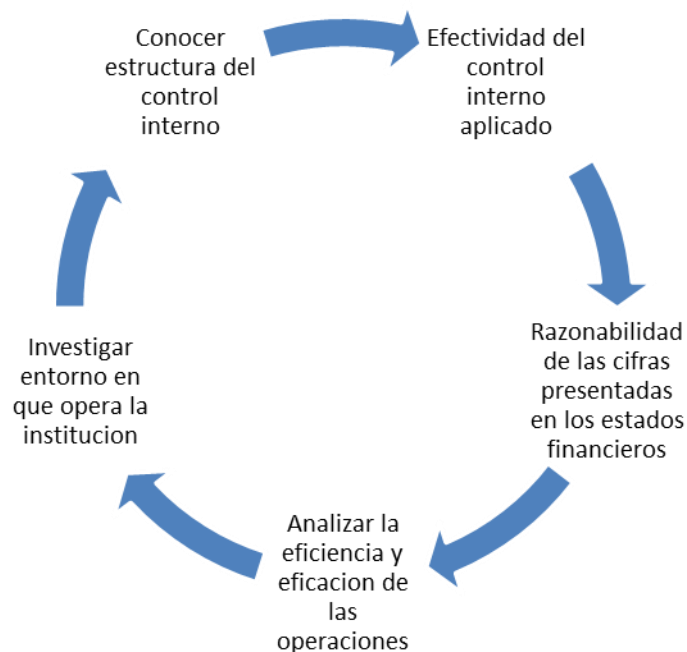 Conocer
estructura del
control
interno
Efectividad del
control
interno
aplicado
Razonabilidad
de las cifras
presentadas
en los estados
financieros
Analizar la
eficiencia y
eficacion de
las
operaciones
Investigar
entorno en
que opera la
institucion